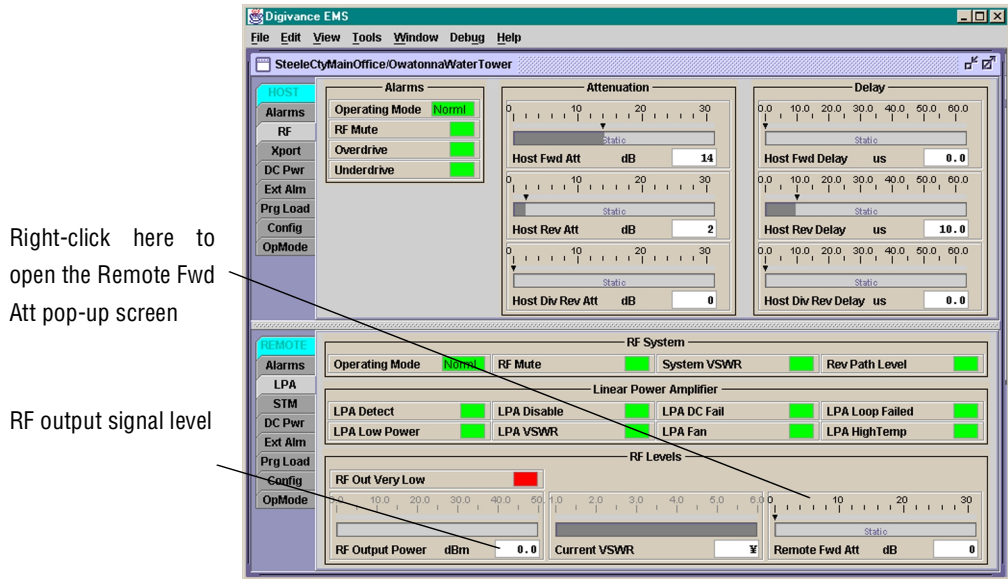 Digivance EMS
File Edit View Tools Window Debug Help
SteeleCtyMainOffice/OwatonnaWaterTower
HOST
Alarms
RF
Xport
DC Pwr
Ext Alm
Prg Load
Config
OpMode
Alarms
Operating Mode Norml
RF Mute
Overdrive
Underdrive
Attenuation
0 10 20 30
Static
Host Fwd Att dB 14
0 10 20 30
Static
Host Rev Att dB 2
0 10 20 30
Static
Host Div Rev Att dB 0
Delay
0.0 10.0 20.0 30.0 40.0 50.0 60.0
Static
Host Fwd Delay us 0.0
0.0 10.0 20.0 30.0 40.0 50.0 60.0
Static
Host Rev Delay us 10.0
0.0 10.0 20.0 30.0 40.0 50.0 60.0
Static
Host Div Rev Delay us 0.0
Right-click here to
open the Remote Fwd
Att pop-up screen
RF output signal level
REMOTE
Alarms
LPA
STM
DC Pwr
Ext Alm
Prg Load
Config
OpMode
RF System
Operating Mode Norml RF Mute System VSWR Rev Path Level
Linear Power Amplifier
LPA Detect LPA Disable LPA DC Fail LPA Loop Failed
LPA Low Power LPA VSWR LPA Fan LPA HighTemp
RF Levels
RF Out Very Low
0.0 10.0 20.0 30.0 40.0 50.
RF Output Power dBm 0.0
1.0 2.0 3.0 4.0 5.0 6.0
Current VSWR ¥
0 10 20 30
Static
Remote Fwd Att dB 0